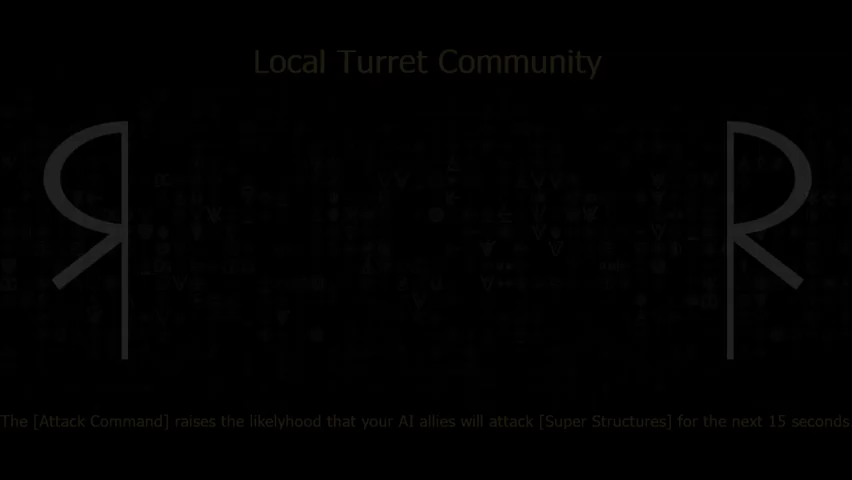 Local Turret Community
R R
The [Attack Command] raises the likelyhood that your AI allies will attack [Super Structures] for the next 15 seconds